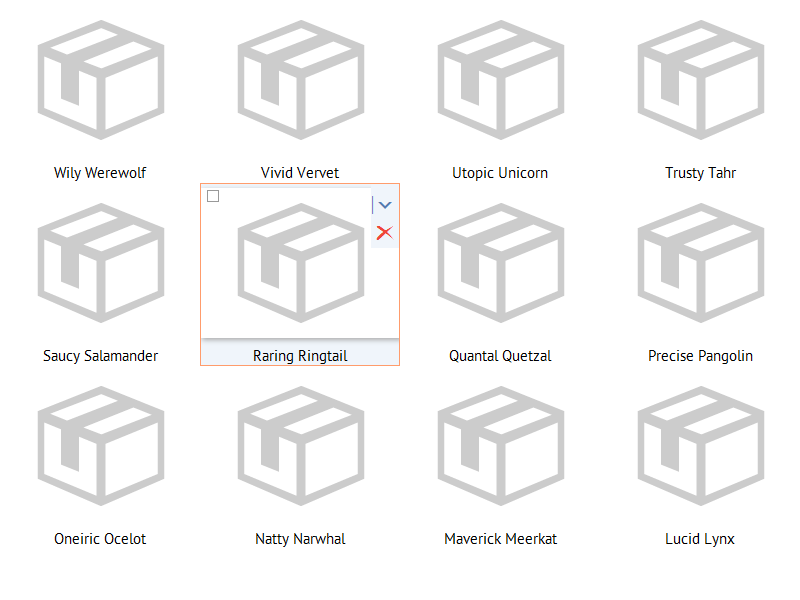 Wily Werewolf
Vivid Vervet
Utopic Unicorn
Trusty Tahr
Saucy Salamander
Raring Ringtail
Quantal Quetzal
Precise Pangolin
Oneiric Ocelot
Natty Narwhal
Maverick Meerkat
Lucid Lynx